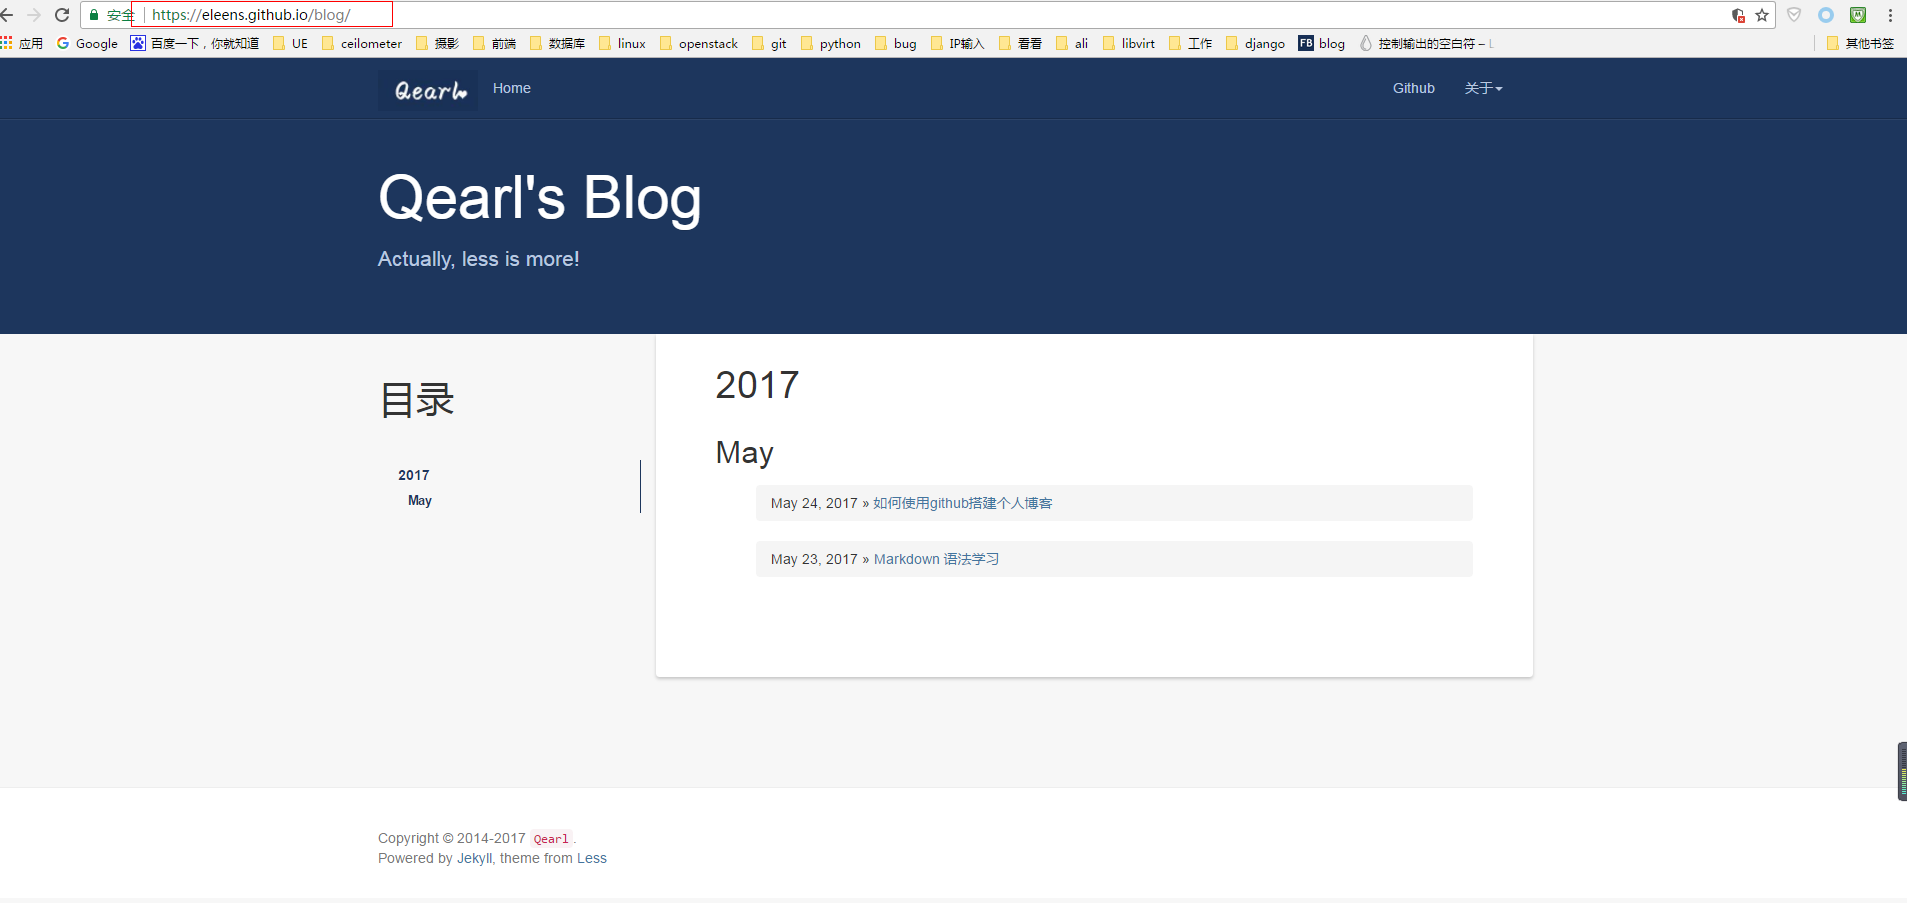 安全 https://eleens.github.io/blog/
应用 Google 百度一下，你就知道 UE ceilometer 摄影 前端 数据库 linux openstack git python bug IP输入 看看 ali libvirt 工作 django FB blog 控制输出的空白符 – L 其他书签
Qearl Home Github 关于
Qearl's Blog
Actually, less is more!
目录
2017
May
2017
May
May 24, 2017 » 如何使用github搭建个人博客
May 23, 2017 » Markdown 语法学习
Copyright © 2014-2017 Qearl .
Powered by Jekyll, theme from Less